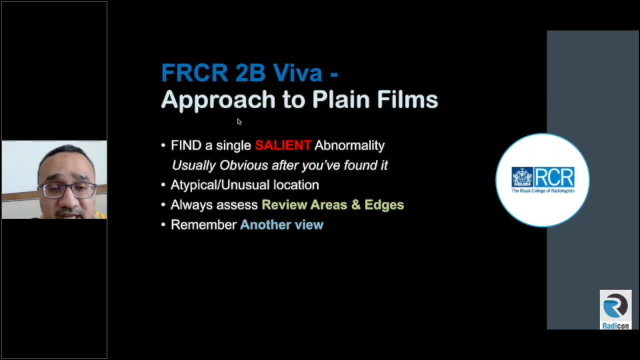 FRCR 2B Viva -
Approach to Plain Films
• FIND a single SALIENT Abnormality
Usually Obvious after you've found it
• Atypical/Unusual location
• Always assess Review Areas & Edges
• Remember Another view
RCR
The Royal College of Radiologists
Radicon